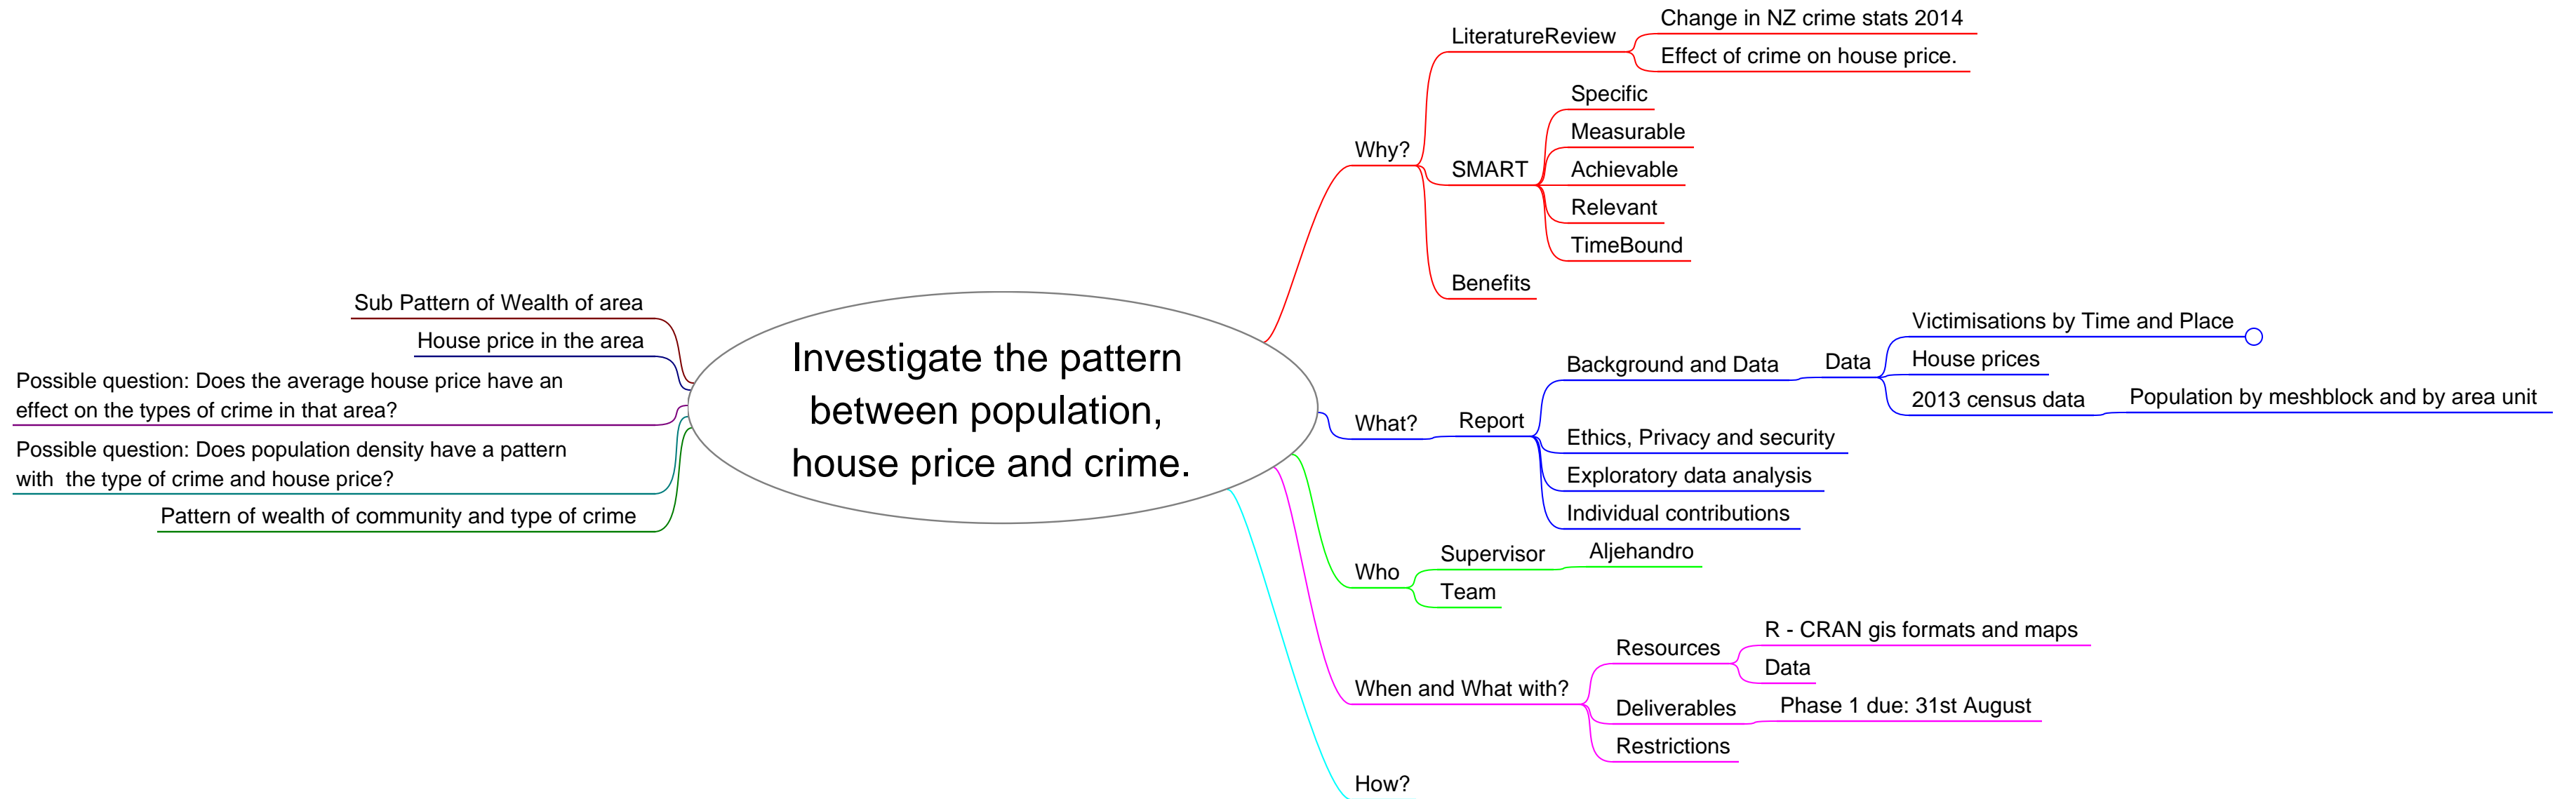 Investigate the pattern
between population,
house price and crime.
Why?
LiteratureReview
Change in NZ crime stats 2014
Effect of crime on house price.
SMART
Specific
Measurable
Achievable
Relevant
TimeBound
Benefits
What?
Report
Background and Data
Data
Victimisations by Time and Place
House prices
2013 census data
Population by meshblock and by area unit
Ethics, Privacy and security
Exploratory data analysis
Individual contributions
Who
Supervisor
Aljehandro
Team
When and What with?
Resources
R - CRAN gis formats and maps
Data
Deliverables
Phase 1 due: 31st August
Restrictions
How?
Sub Pattern of Wealth of area
House price in the area
Possible question: Does the average house price have an
effect on the types of crime in that area?
Possible question: Does population density have a pattern
with  the type of crime and house price?
Pattern of wealth of community and type of crime